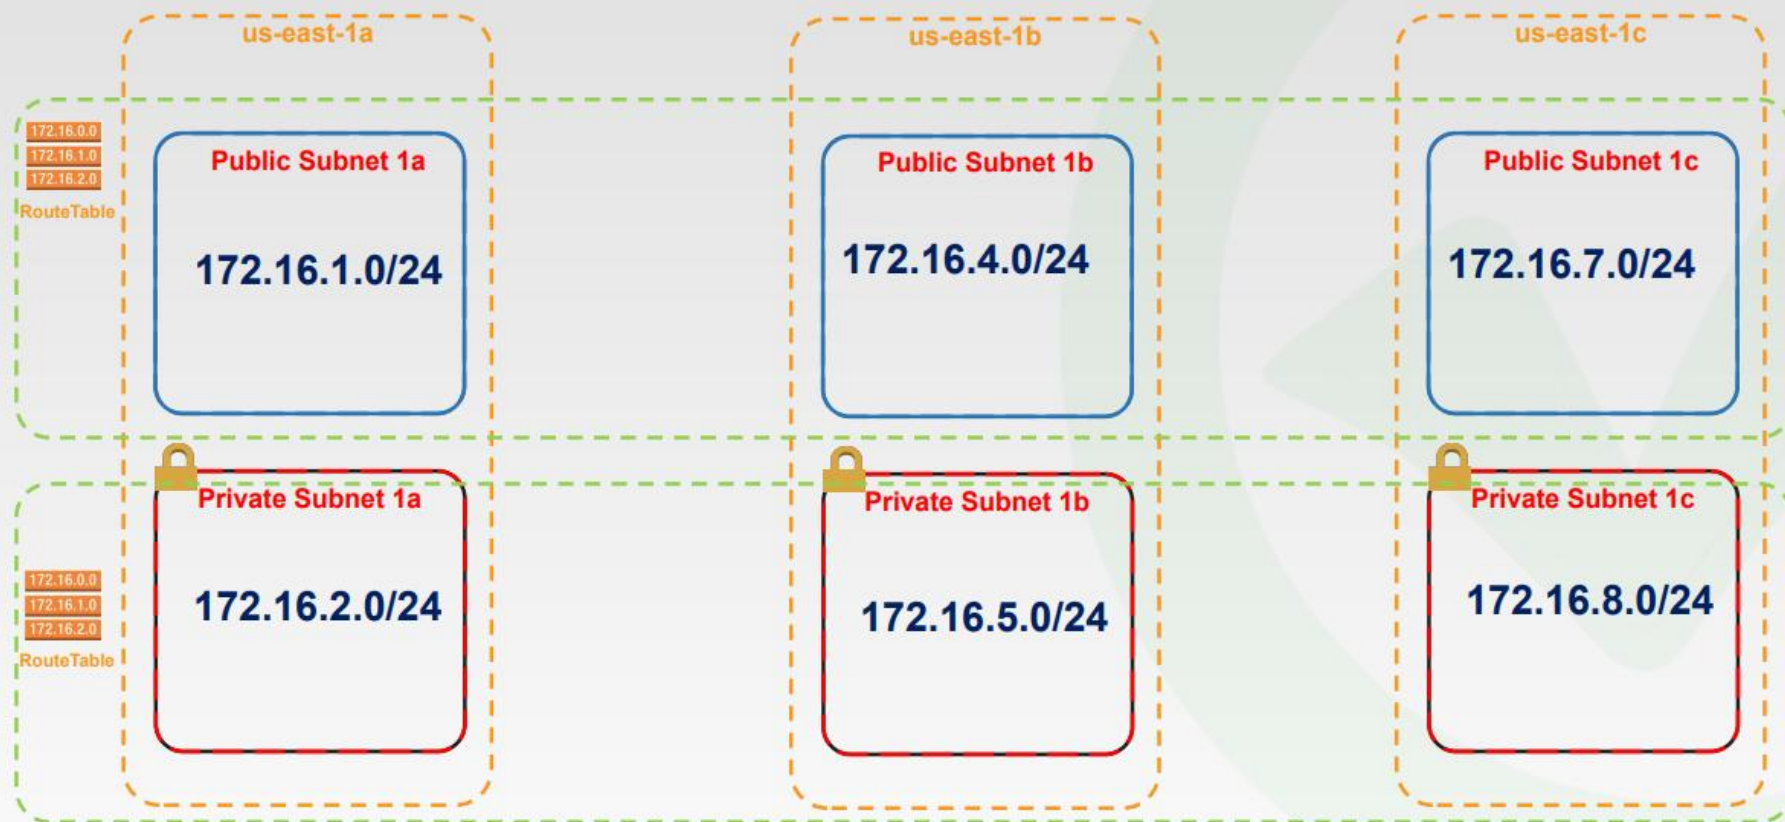 us-east-1a
us-east-1b
us-east-1c
172.16.0.0
172.16.1.0
172.16.2.0
RouteTable
Public Subnet 1a
172.16.1.0/24
Public Subnet 1b
172.16.4.0/24
Public Subnet 1c
172.16.7.0/24
172.16.0.0
172.16.1.0
172.16.2.0
RouteTable
Private Subnet 1a
172.16.2.0/24
Private Subnet 1b
172.16.5.0/24
Private Subnet 1c
172.16.8.0/24